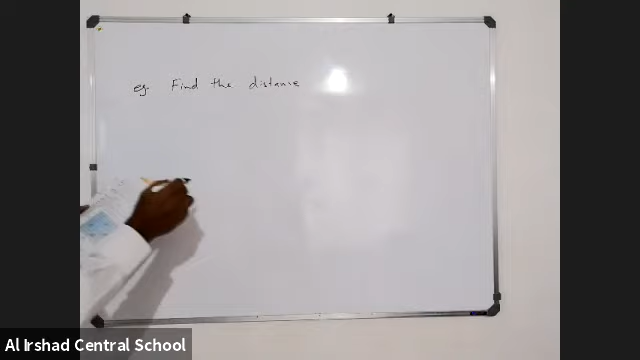 eg. Find the distance
Al Irshad Central School